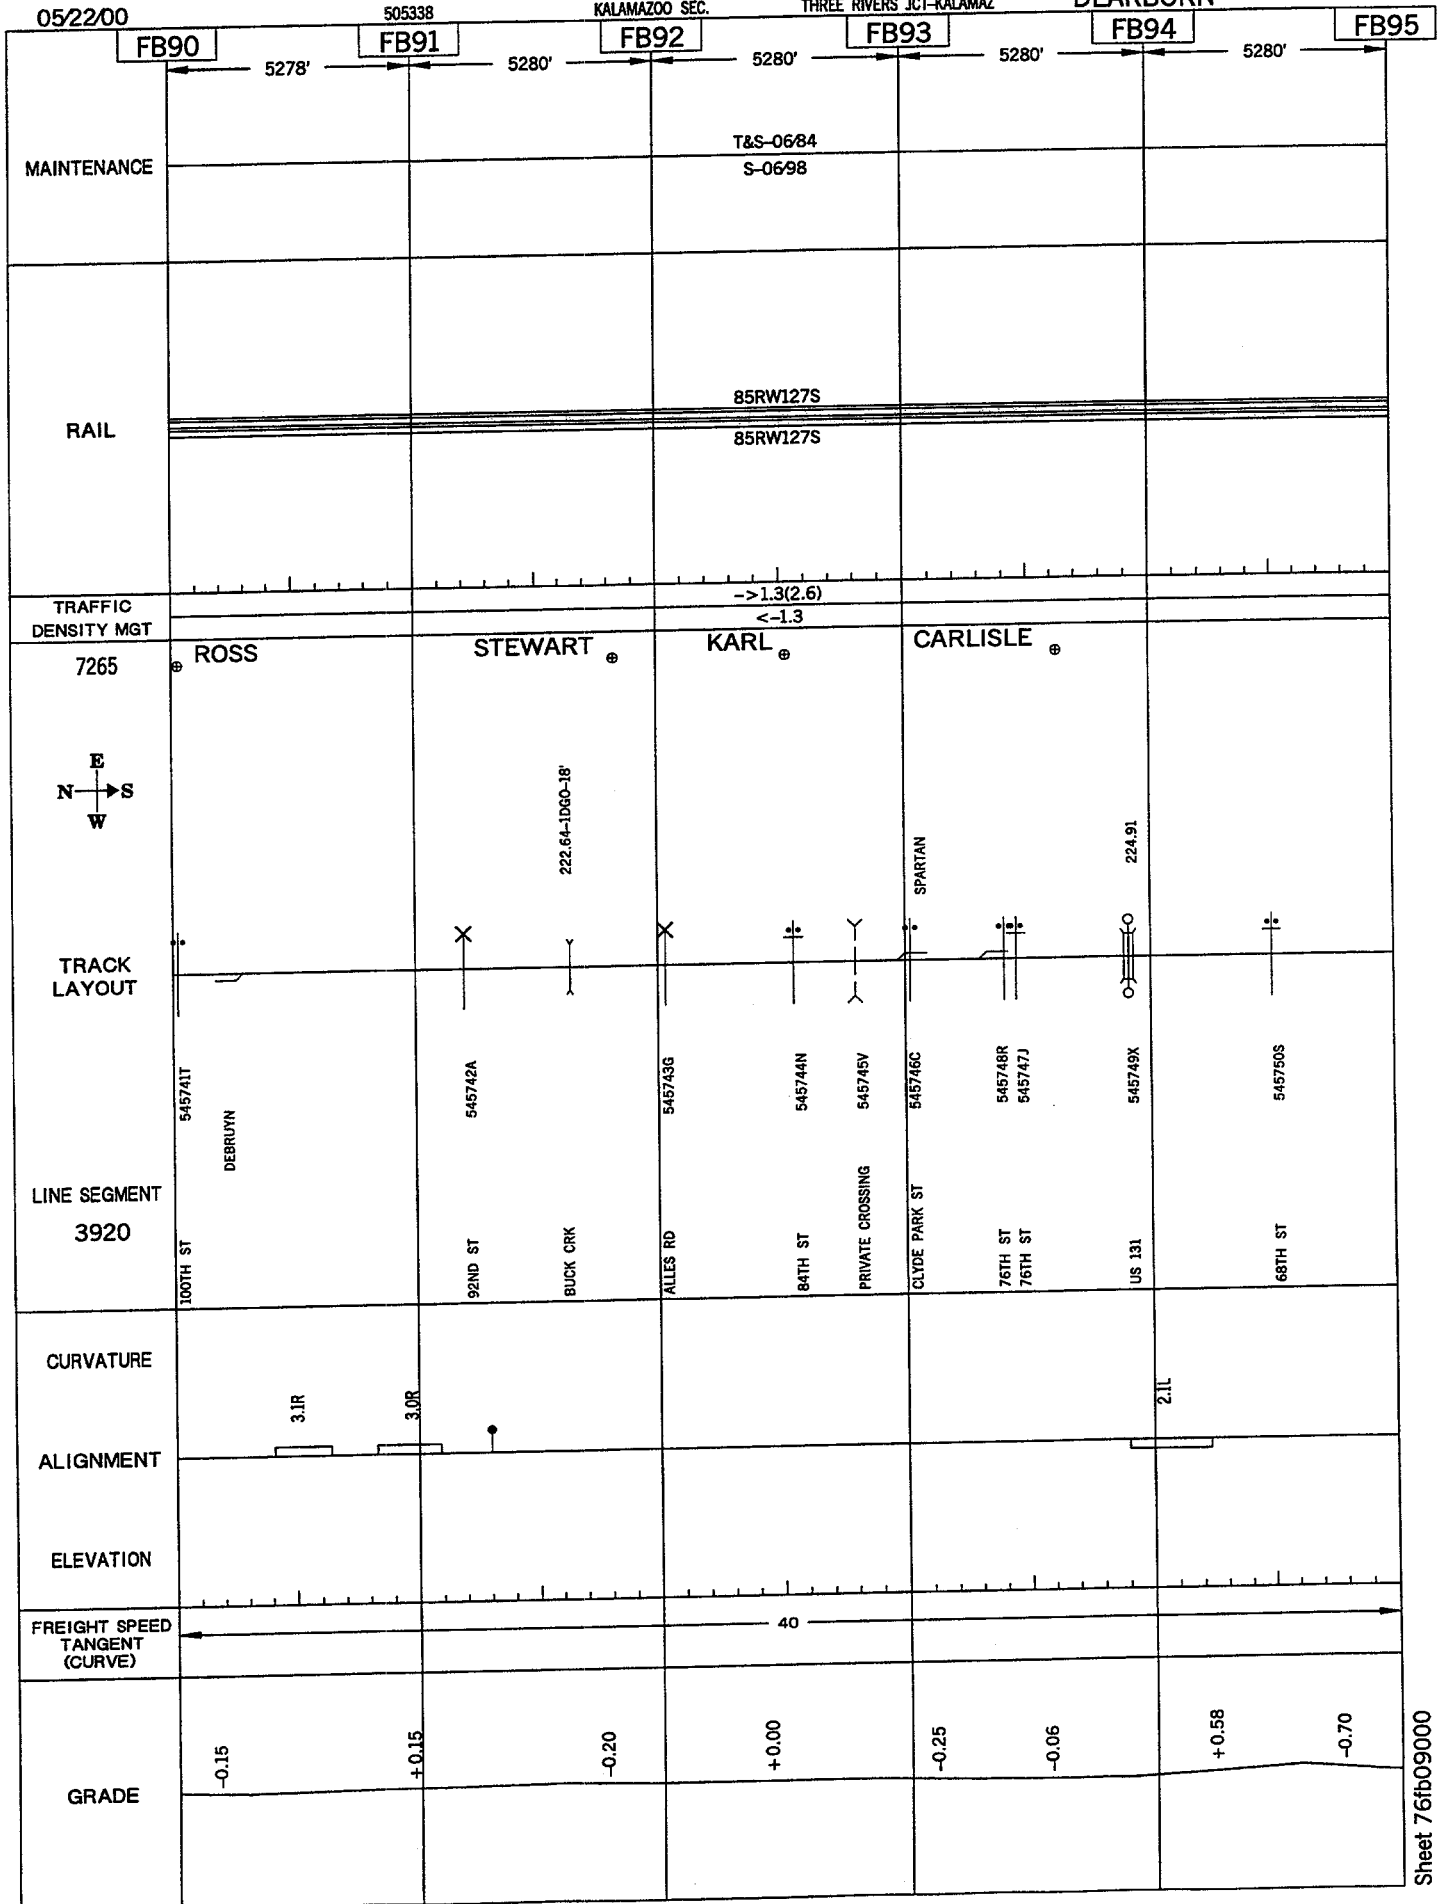 05/22/00
505338
KALAMAZOO SEC.
THREE RIVERS JCT-KALAMAZ
DEARBORN
FB90
FB91
FB92
FB93
FB94
FB95
5278'
5280'
5280'
5280'
5280'
MAINTENANCE
T&S-06/84
S-06/98
RAIL
85RW127S
85RW127S
TRAFFIC
DENSITY MGT
->1.3(2.6)
<-1.3
7265
ROSS
STEWART
KARL
CARLISLE
E
N
S
W
222.64-1DGO-18'
SPARTAN
224.91
TRACK
LAYOUT
545741T
DEBRUYN
545742A
545743G
545744N
545745V
545746C
545748R
545747J
545749X
545750S
LINE SEGMENT
3920
100TH ST
92ND ST
BUCK CRK
ALLES RD
84TH ST
PRIVATE CROSSING
CLYDE PARK ST
76TH ST
76TH ST
US 131
68TH ST
CURVATURE
3.1R
3.0R
2.1L
ALIGNMENT
ELEVATION
FREIGHT SPEED
TANGENT
(CURVE)
40
GRADE
-0.15
+0.15
-0.20
+0.00
-0.25
-0.06
+0.58
-0.70
Sheet 76fb09000